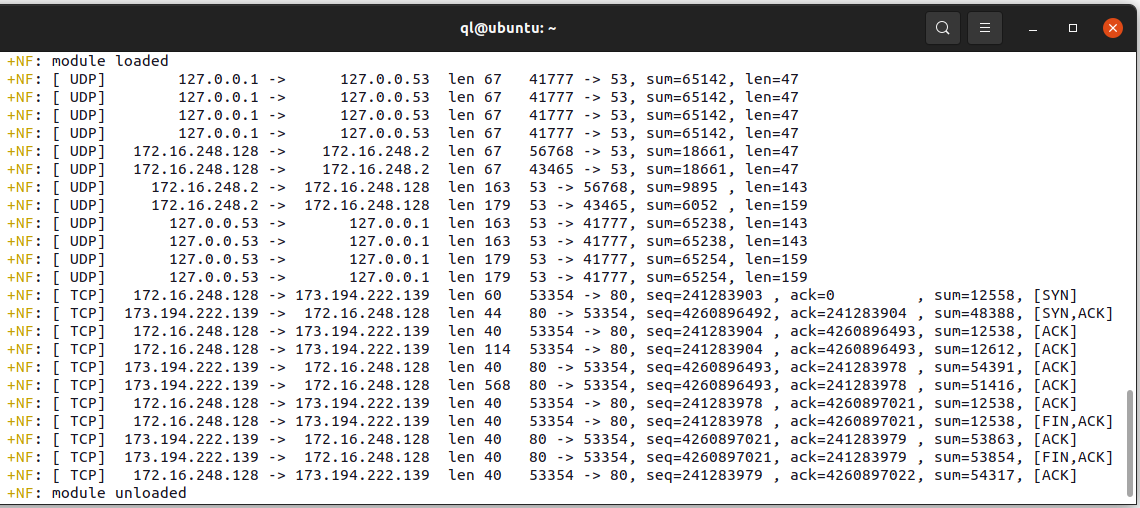 ql@ubuntu: ~
+NF: module loaded
+NF: [ UDP]        127.0.0.1 ->      127.0.0.53  len 67   41777 -> 53, sum=65142, len=47
+NF: [ UDP]        127.0.0.1 ->      127.0.0.53  len 67   41777 -> 53, sum=65142, len=47
+NF: [ UDP]        127.0.0.1 ->      127.0.0.53  len 67   41777 -> 53, sum=65142, len=47
+NF: [ UDP]        127.0.0.1 ->      127.0.0.53  len 67   41777 -> 53, sum=65142, len=47
+NF: [ UDP]   172.16.248.128 ->    172.16.248.2  len 67   56768 -> 53, sum=18661, len=47
+NF: [ UDP]   172.16.248.128 ->    172.16.248.2  len 67   43465 -> 53, sum=18661, len=47
+NF: [ UDP]     172.16.248.2 ->  172.16.248.128  len 163  53 -> 56768, sum=9895 , len=143
+NF: [ UDP]     172.16.248.2 ->  172.16.248.128  len 179  53 -> 43465, sum=6052 , len=159
+NF: [ UDP]       127.0.0.53 ->       127.0.0.1  len 163  53 -> 41777, sum=65238, len=143
+NF: [ UDP]       127.0.0.53 ->       127.0.0.1  len 163  53 -> 41777, sum=65238, len=143
+NF: [ UDP]       127.0.0.53 ->       127.0.0.1  len 179  53 -> 41777, sum=65254, len=159
+NF: [ UDP]       127.0.0.53 ->       127.0.0.1  len 179  53 -> 41777, sum=65254, len=159
+NF: [ TCP]   172.16.248.128 -> 173.194.222.139  len 60   53354 -> 80, seq=241283903 , ack=0         , sum=12558, [SYN]
+NF: [ TCP]  173.194.222.139 ->  172.16.248.128  len 44   80 -> 53354, seq=4260896492, ack=241283904 , sum=48388, [SYN,ACK]
+NF: [ TCP]   172.16.248.128 -> 173.194.222.139  len 40   53354 -> 80, seq=241283904 , ack=4260896493, sum=12538, [ACK]
+NF: [ TCP]   172.16.248.128 -> 173.194.222.139  len 114  53354 -> 80, seq=241283904 , ack=4260896493, sum=12612, [ACK]
+NF: [ TCP]  173.194.222.139 ->  172.16.248.128  len 40   80 -> 53354, seq=4260896493, ack=241283978 , sum=54391, [ACK]
+NF: [ TCP]  173.194.222.139 ->  172.16.248.128  len 568  80 -> 53354, seq=4260896493, ack=241283978 , sum=51416, [ACK]
+NF: [ TCP]   172.16.248.128 -> 173.194.222.139  len 40   53354 -> 80, seq=241283978 , ack=4260897021, sum=12538, [ACK]
+NF: [ TCP]   172.16.248.128 -> 173.194.222.139  len 40   53354 -> 80, seq=241283978 , ack=4260897021, sum=12538, [FIN,ACK]
+NF: [ TCP]  173.194.222.139 ->  172.16.248.128  len 40   80 -> 53354, seq=4260897021, ack=241283979 , sum=53863, [ACK]
+NF: [ TCP]  173.194.222.139 ->  172.16.248.128  len 40   80 -> 53354, seq=4260897021, ack=241283979 , sum=53854, [FIN,ACK]
+NF: [ TCP]   172.16.248.128 -> 173.194.222.139  len 40   53354 -> 80, seq=241283979 , ack=4260897022, sum=54317, [ACK]
+NF: module unloaded